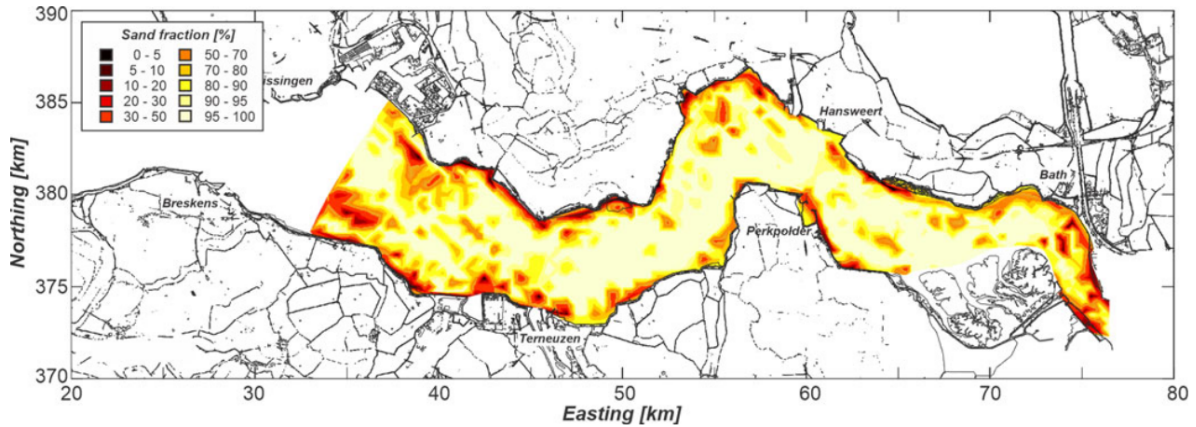 390
Sand fraction [%]
0 - 5
50 - 70
5 - 10
70 - 80
10 - 20
80 - 90
20 - 30
90 - 95
30 - 50
95 - 100
issingen
385
Hansweert
Northing [km]
380
Bath
Breskens
Perkpolder
375
Terneuzen
370
20
30
40
50
60
70
80
Easting [km]